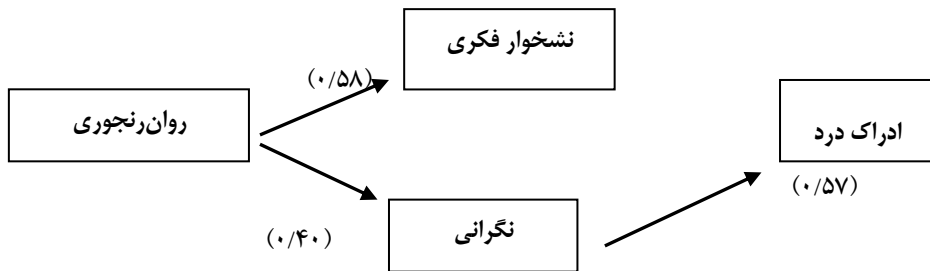 نشخوار فکری
(۰/۵۸)
روان‌رنجوری
ادراک درد
(۰/۵۷)
نگرانی
(۰/۴۰)